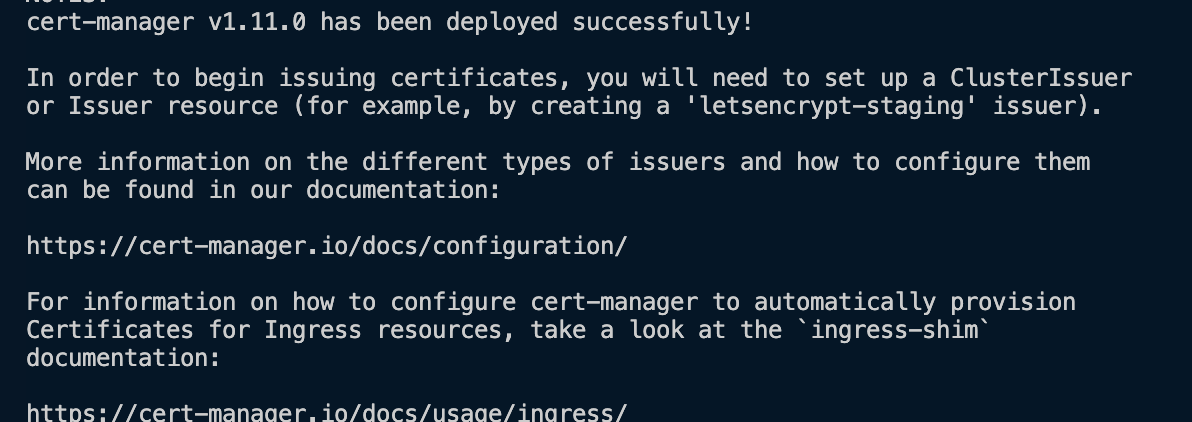 NOTES:
cert-manager v1.11.0 has been deployed successfully!
In order to begin issuing certificates, you will need to set up a ClusterIssuer
or Issuer resource (for example, by creating a 'letsencrypt-staging' issuer).
More information on the different types of issuers and how to configure them
can be found in our documentation:
https://cert-manager.io/docs/configuration/
For information on how to configure cert-manager to automatically provision
Certificates for Ingress resources, take a look at the `ingress-shim`
documentation:
https://cert-manager.io/docs/usage/ingress/